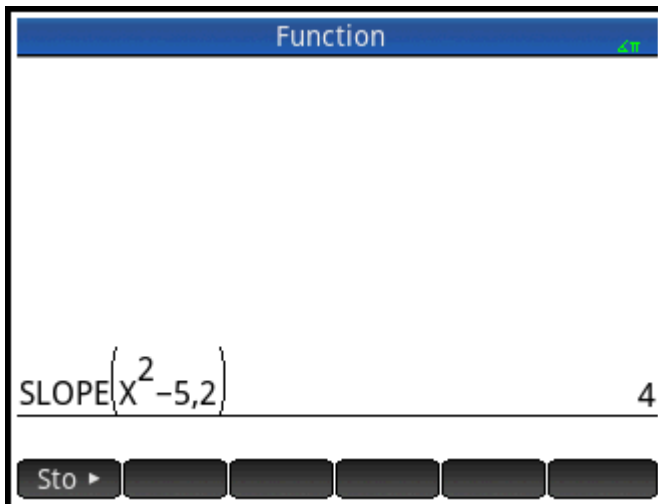 Function
∡π
SLOPE(X²−5,2)
4
Sto ►